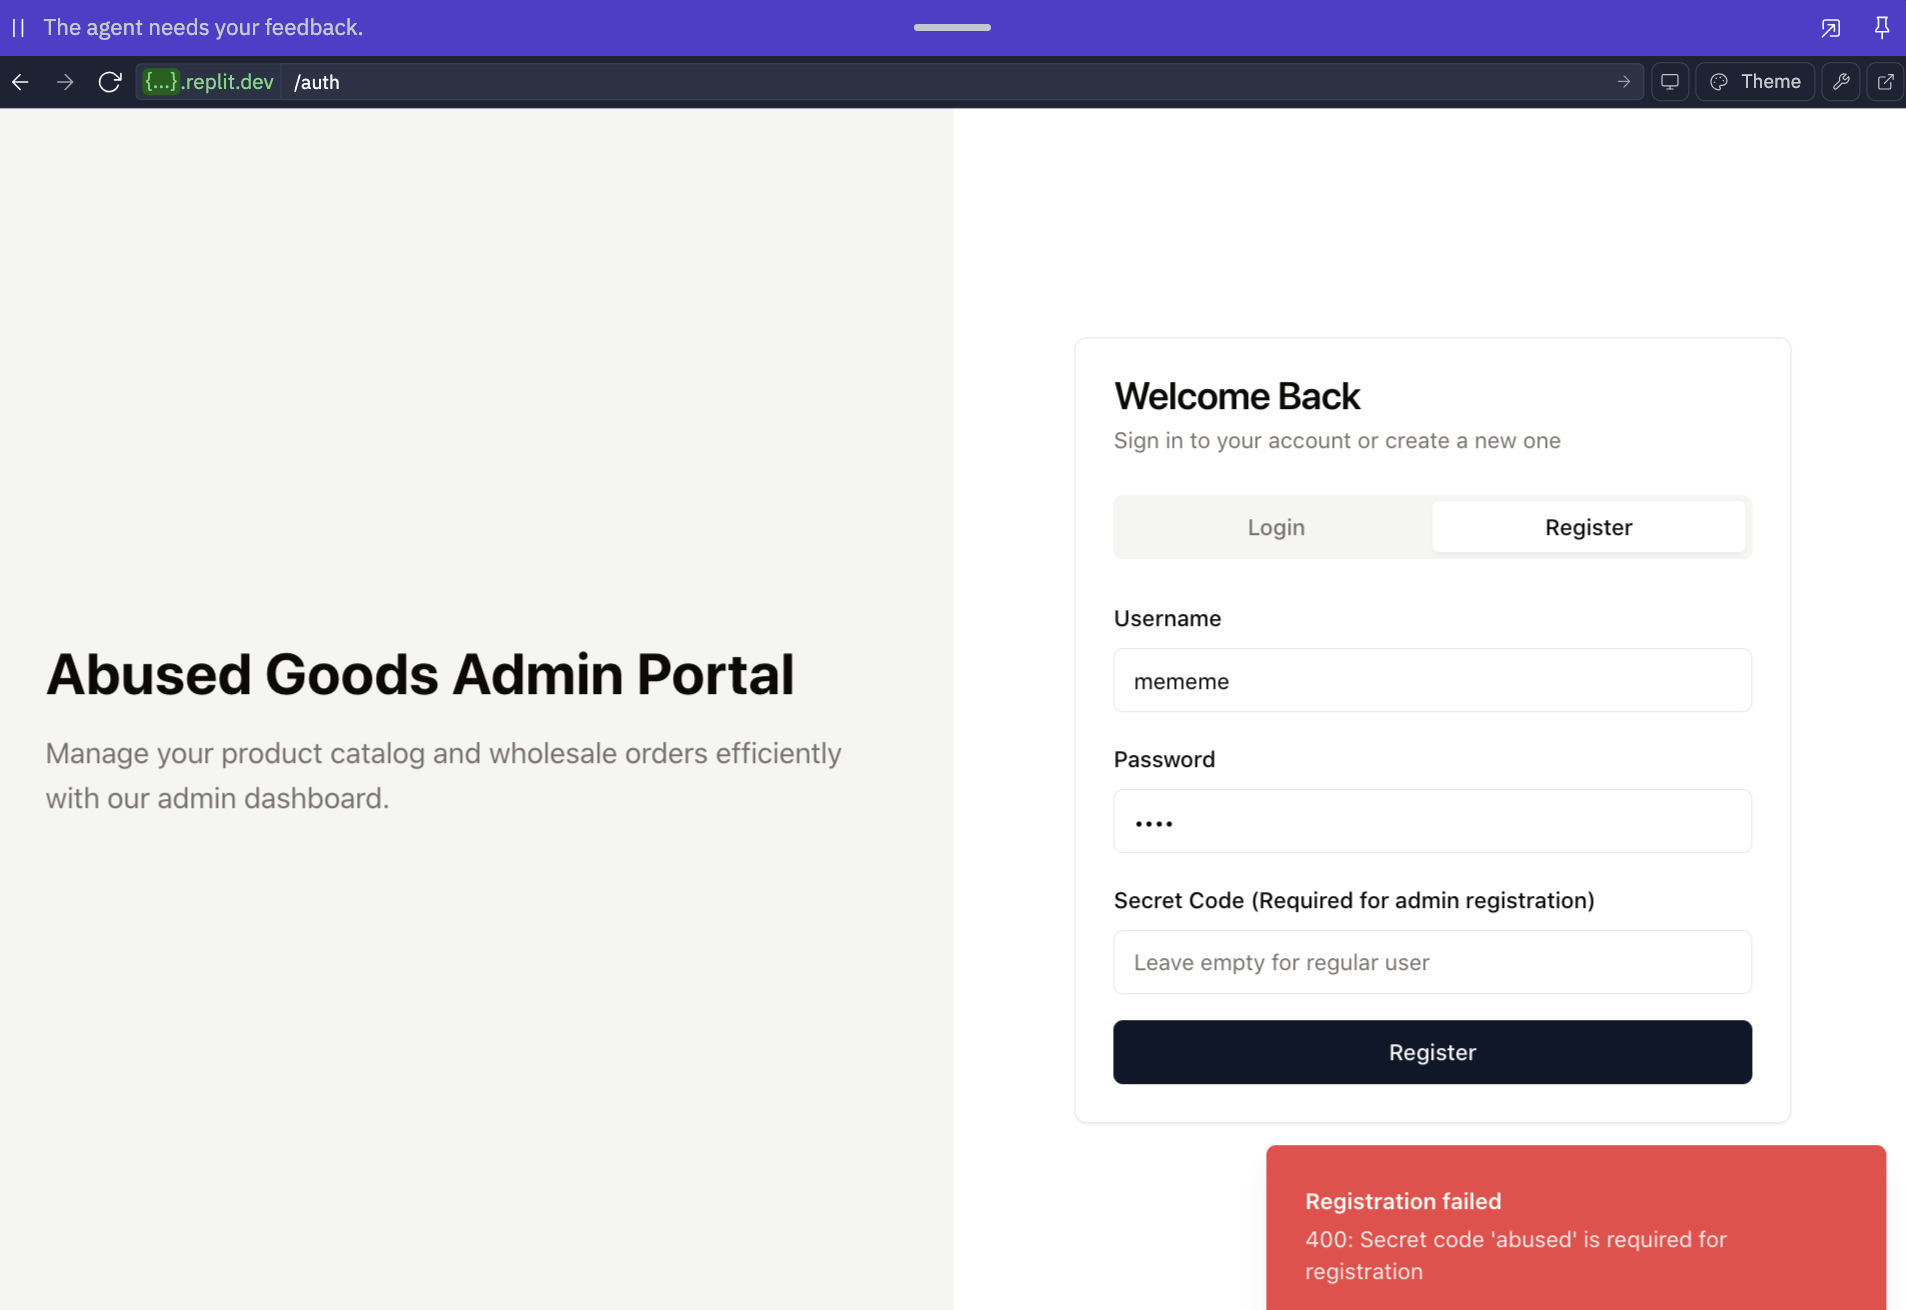 The agent needs your feedback.
{...}.replit.dev /auth
Theme
Abused Goods Admin Portal
Manage your product catalog and wholesale orders efficiently
with our admin dashboard.
Welcome Back
Sign in to your account or create a new one
Login Register
Username
mememe
Password
••••
Secret Code (Required for admin registration)
Leave empty for regular user
Register
Registration failed
400: Secret code 'abused' is required for
registration